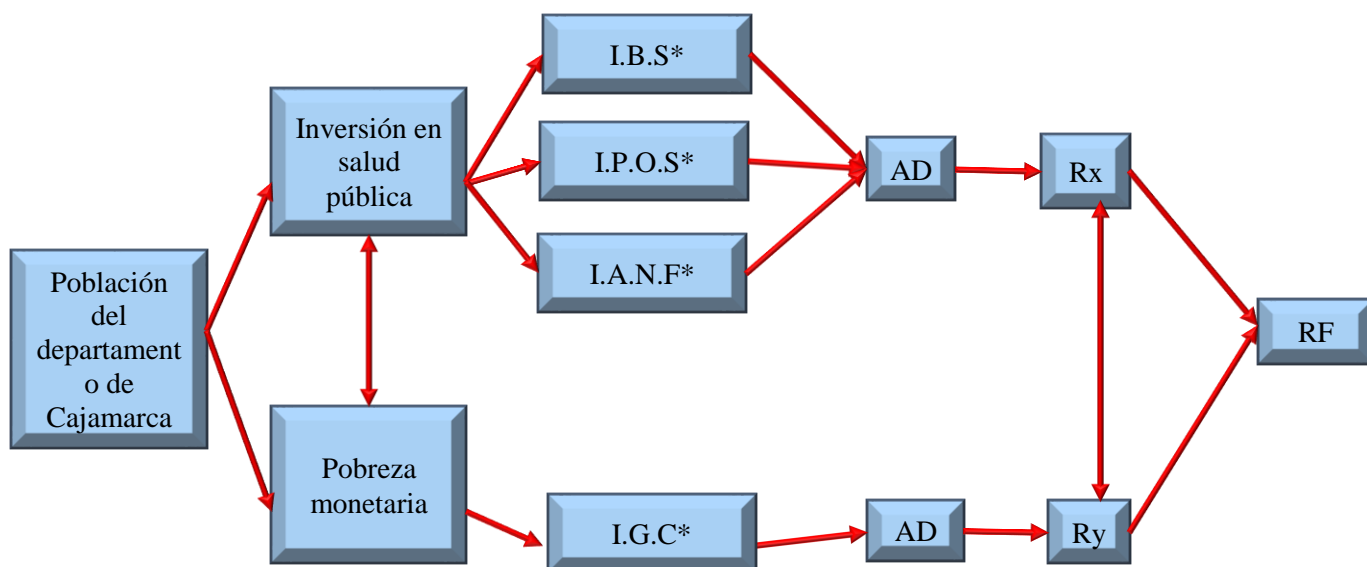 I.B.S*
Inversión en
salud
pública
I.P.O.S*
AD
Rx
I.A.N.F*
Población
del
departament
o de
Cajamarca
RF
Pobreza
monetaria
I.G.C*
AD
Ry